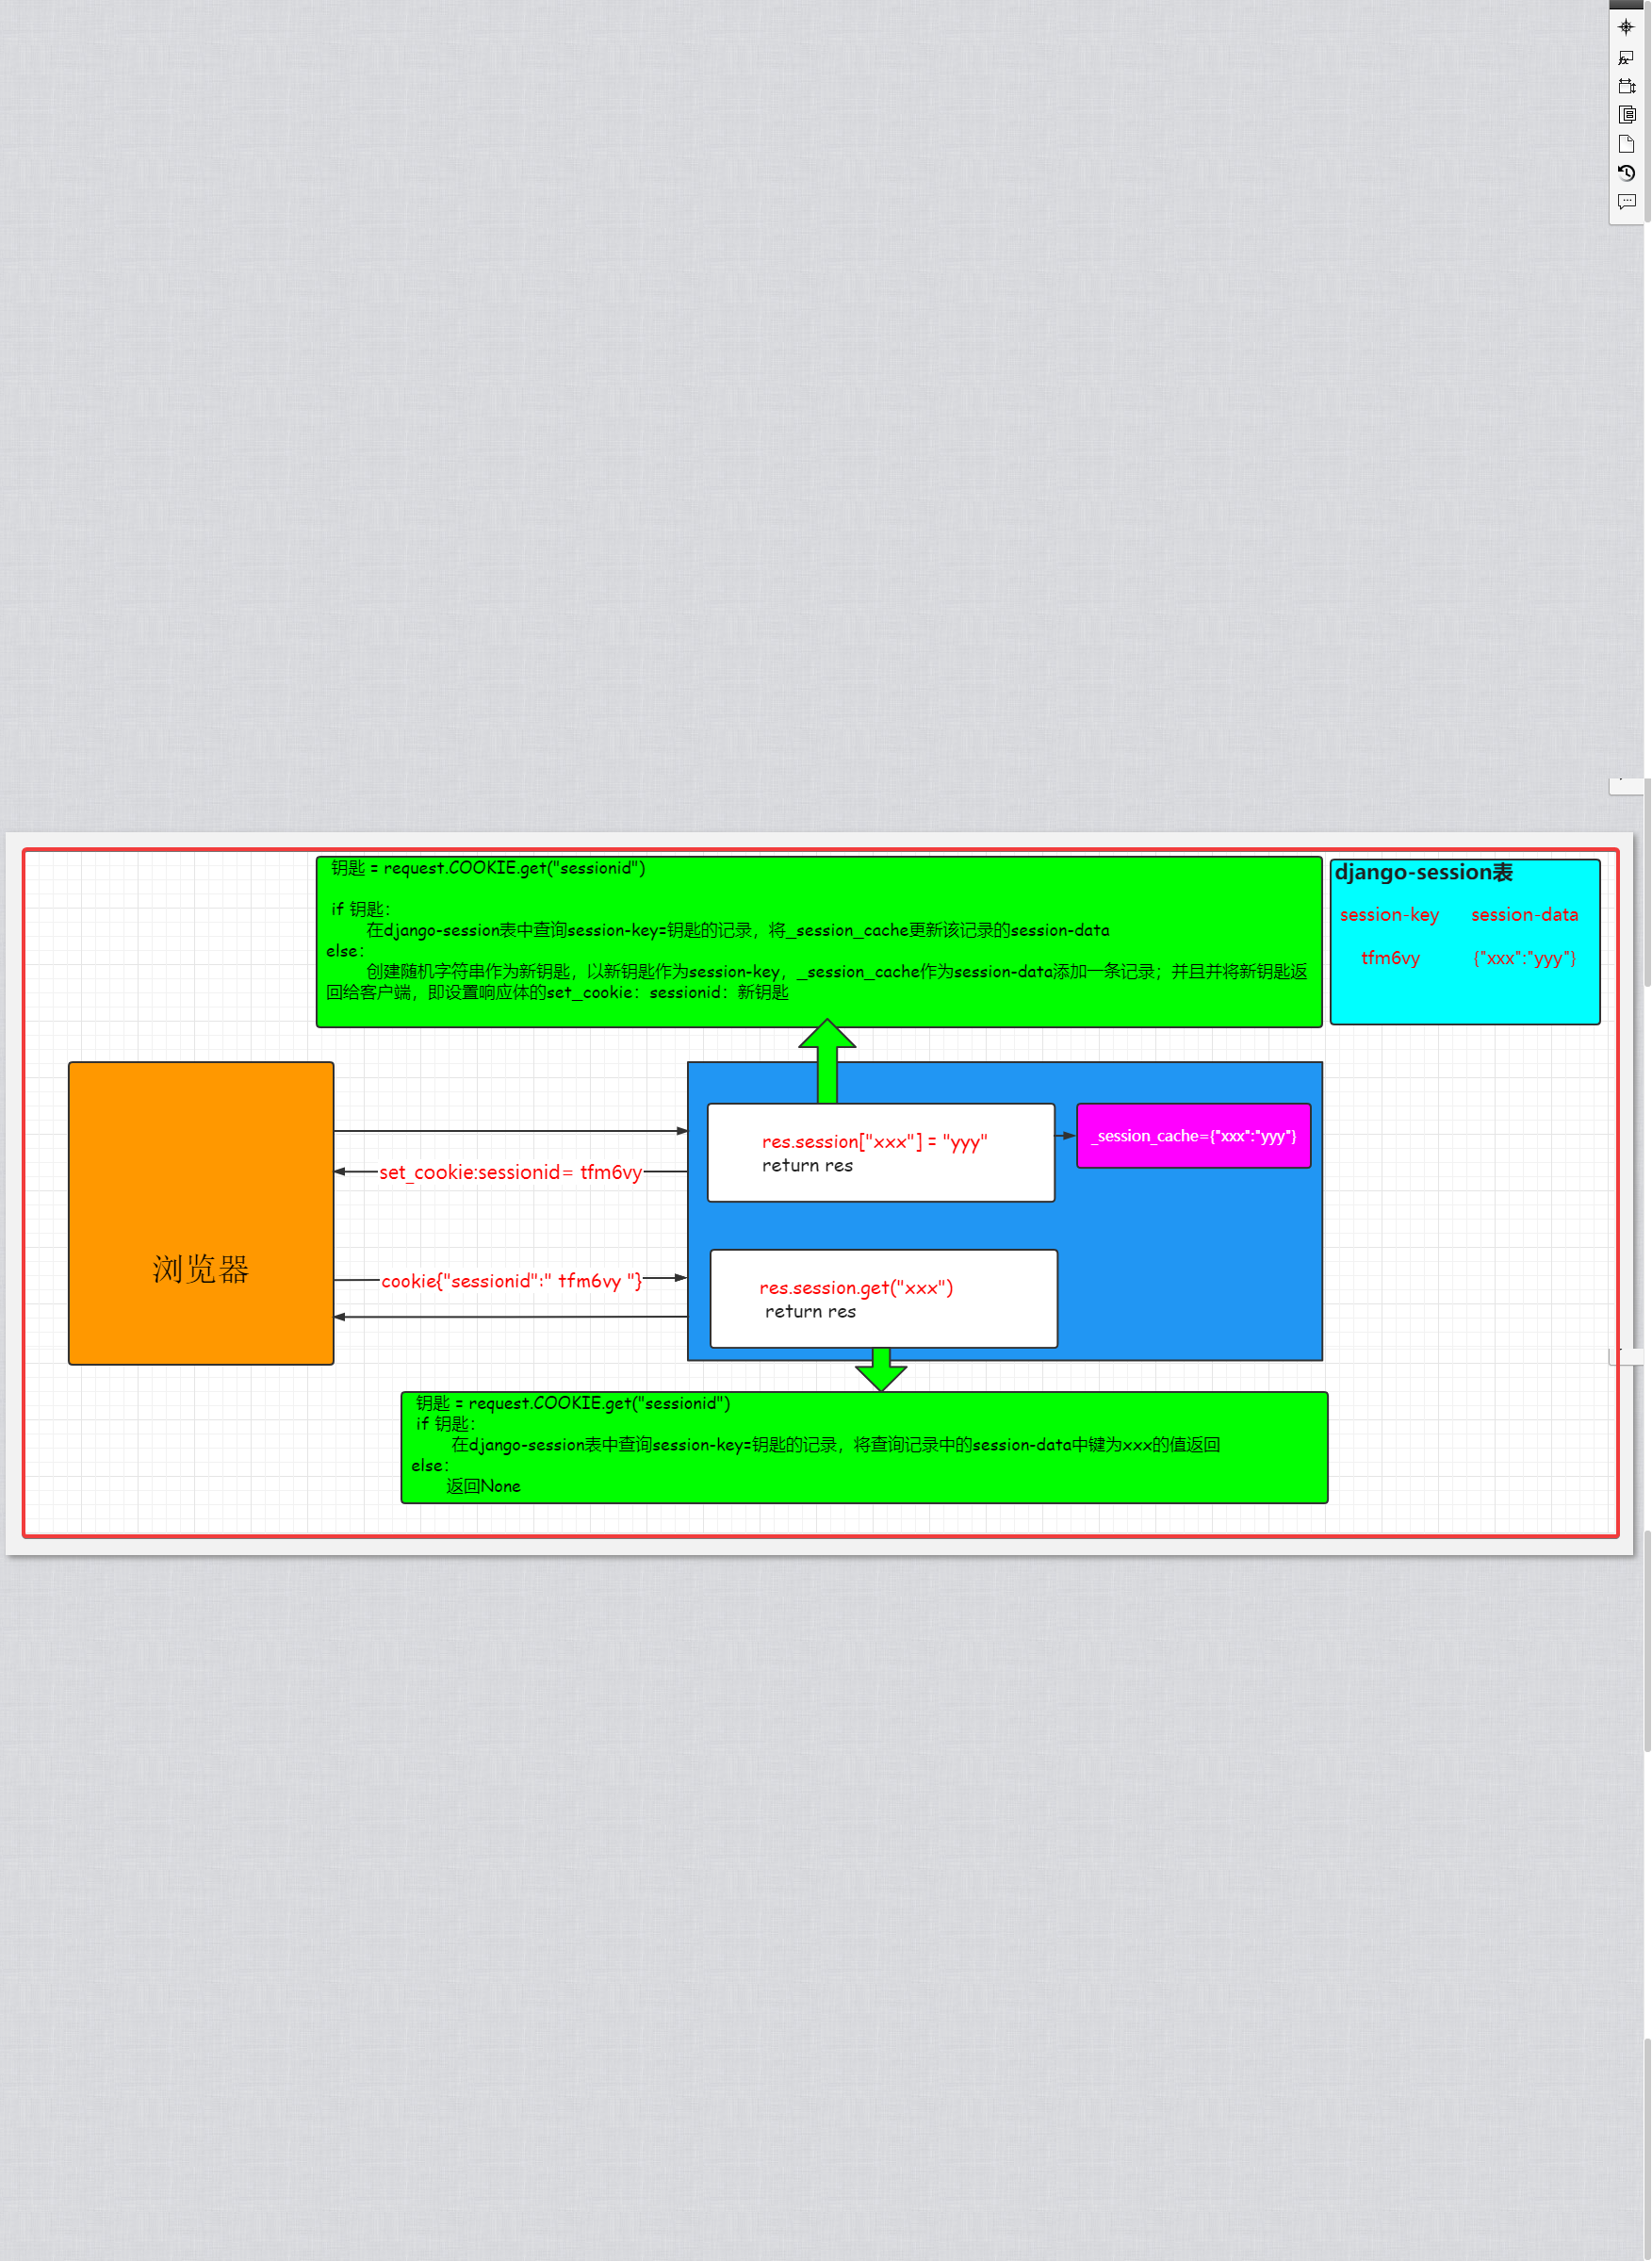 钥匙 = request.COOKIE.get("sessionid")
if 钥匙：
在django-session表中查询session-key=钥匙的记录，将_session_cache更新该记录的session-data
else：
创建随机字符串作为新钥匙，以新钥匙作为session-key，_session_cache作为session-data添加一条记录；并且并将新钥匙返
回给客户端，即设置响应体的set_cookie：sessionid：新钥匙
django-session表
session-key session-data
tfm6vy {"xxx":"yyy"}
res.session["xxx"] = "yyy"
return res
_session_cache={"xxx":"yyy"}
set_cookie:sessionid= tfm6vy
浏览器
cookie{"sessionid":" tfm6vy "}
res.session.get("xxx")
return res
钥匙 = request.COOKIE.get("sessionid")
if 钥匙：
在django-session表中查询session-key=钥匙的记录，将查询记录中的session-data中键为xxx的值返回
else：
返回None